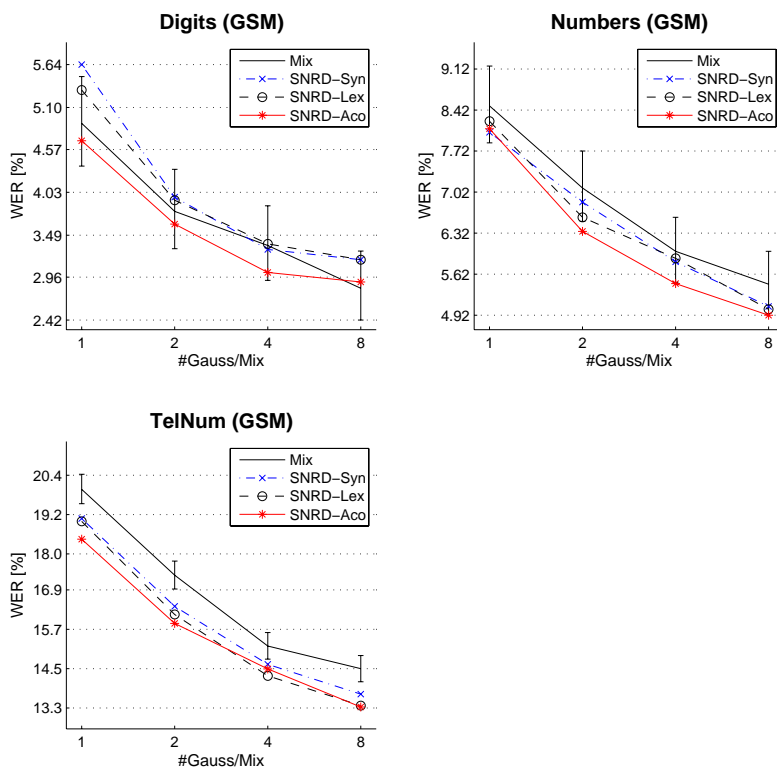 Digits (GSM)
5.64
5.10
4.57
4.03
3.49
2.96
2.42
WER [%]
1 2 4 8
#Gauss/Mix
Mix
SNRD-Syn
SNRD-Lex
SNRD-Aco
Numbers (GSM)
9.12
8.42
7.72
7.02
6.32
5.62
4.92
WER [%]
1 2 4 8
#Gauss/Mix
Mix
SNRD-Syn
SNRD-Lex
SNRD-Aco
TelNum (GSM)
20.4
19.2
18.0
16.9
15.7
14.5
13.3
WER [%]
1 2 4 8
#Gauss/Mix
Mix
SNRD-Syn
SNRD-Lex
SNRD-Aco